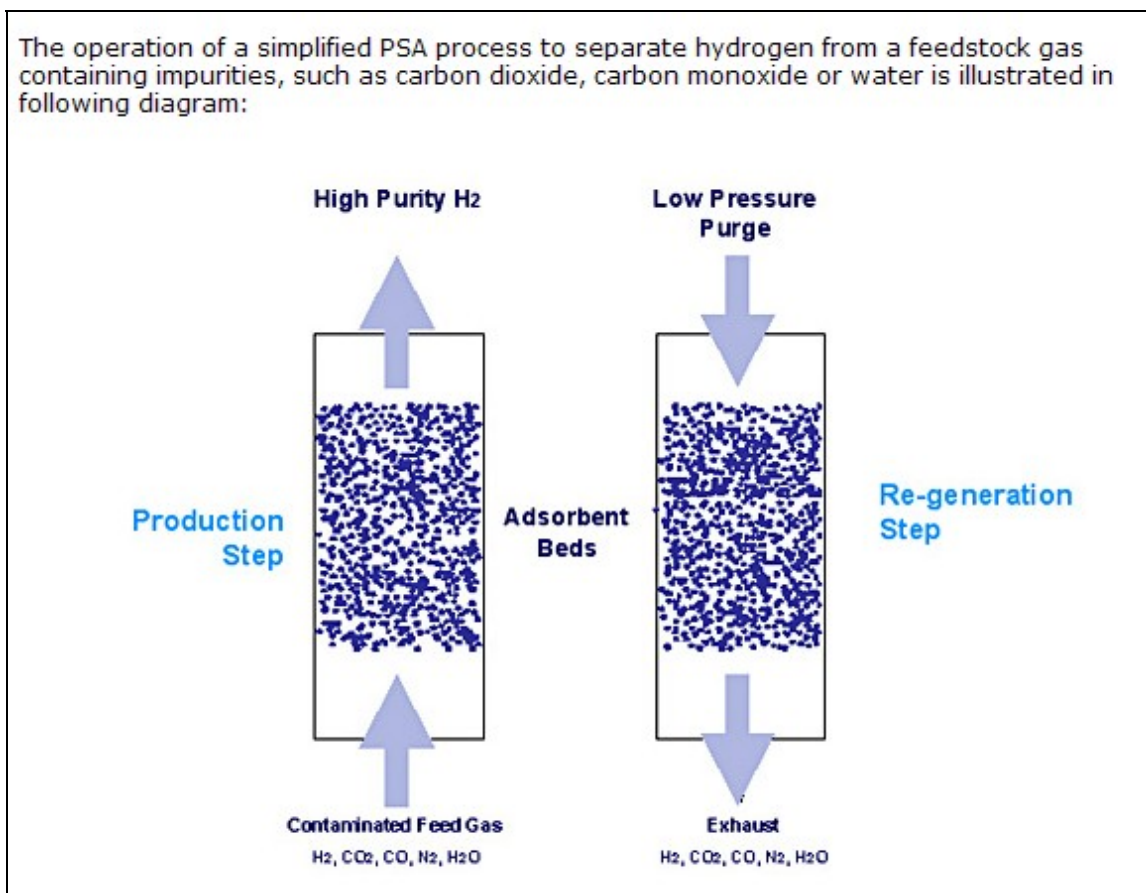 The operation of a simplified PSA process to separate hydrogen from a feedstock gas
containing impurities, such as carbon dioxide, carbon monoxide or water is illustrated in
following diagram:
High Purity H2
Low Pressure
Purge
Production
Step
Adsorbent
Beds
Re-generation
Step
Contaminated Feed Gas
H2, CO2, CO, N2, H2O
Exhaust
H2, CO2, CO, N2, H2O